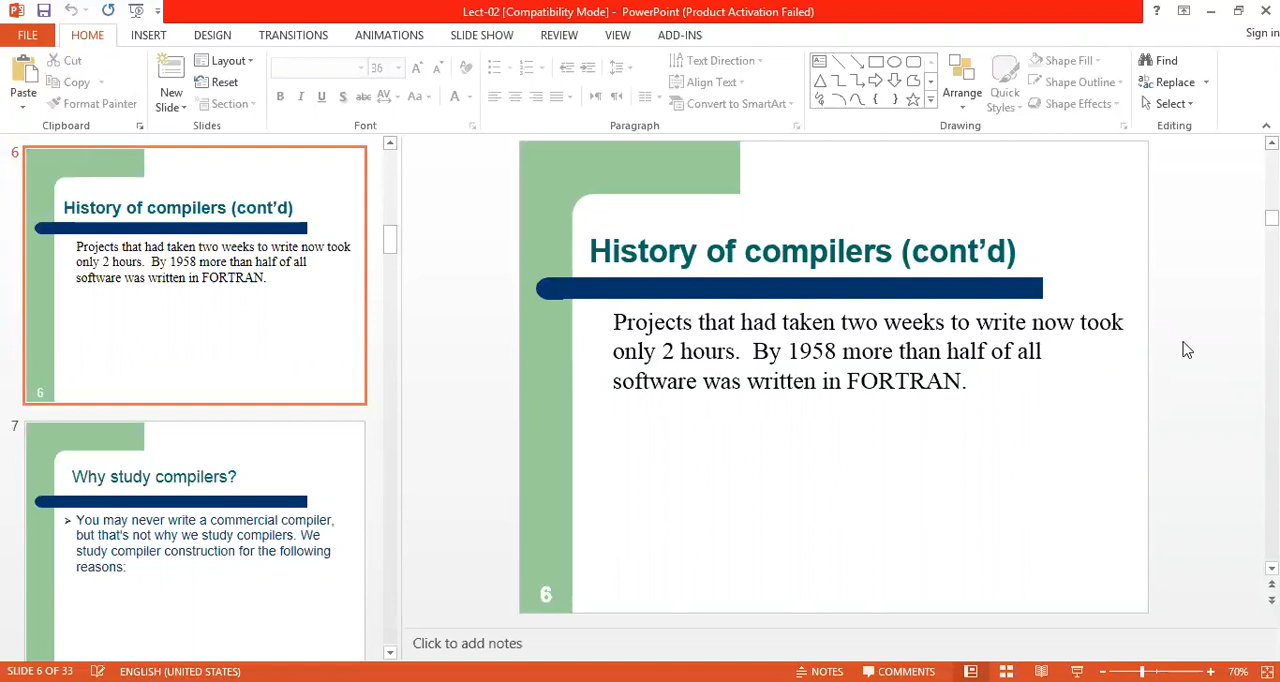 Lect-02 [Compatibility Mode] - PowerPoint (Product Activation Failed)
FILE HOME INSERT DESIGN TRANSITIONS ANIMATIONS SLIDE SHOW REVIEW VIEW ADD-INS Sign in
Paste
Cut
Copy
Format Painter
Clipboard
New
Slide
Layout
Reset
Section
Slides
36
B I U S abc AV Aa A
Font
Text Direction
Align Text
Convert to SmartArt
Paragraph
Arrange
Quick
Styles
Shape Fill
Shape Outline
Shape Effects
Drawing
Find
Replace
Select
Editing
6
History of compilers (cont'd)
Projects that had taken two weeks to write now took
only 2 hours.  By 1958 more than half of all
software was written in FORTRAN.
6
7
Why study compilers?
You may never write a commercial compiler,
but that's not why we study compilers. We
study compiler construction for the following
reasons:
History of compilers (cont'd)
Projects that had taken two weeks to write now took
only 2 hours.  By 1958 more than half of all
software was written in FORTRAN.
6
Click to add notes
SLIDE 6 OF 33 ENGLISH (UNITED STATES) NOTES COMMENTS 70%